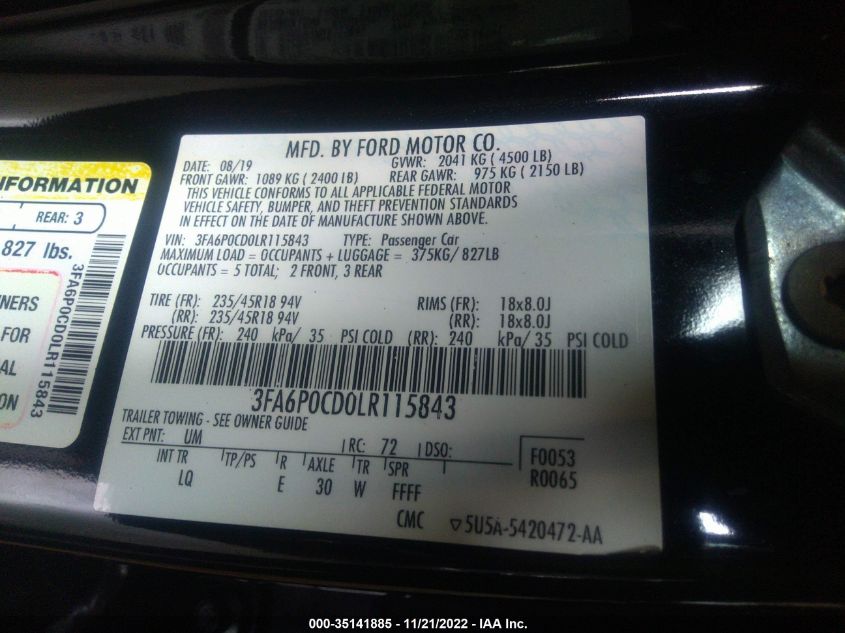 NFORMATION
REAR: 3
827 lbs.
NERS
FOR
AL
ON
3FA6P0CD0LR115843
MFD. BY FORD MOTOR CO.
DATE: 08/19 GVWR: 2041 KG ( 4500 LB)
FRONT GAWR: 1089 KG ( 2400 LB) REAR GAWR: 975 KG ( 2150 LB)
THIS VEHICLE CONFORMS TO ALL APPLICABLE FEDERAL MOTOR
VEHICLE SAFETY, BUMPER, AND THEFT PREVENTION STANDARDS
IN EFFECT ON THE DATE OF MANUFACTURE SHOWN ABOVE.
VIN: 3FA6P0CD0LR115843 TYPE: Passenger Car
MAXIMUM LOAD = OCCUPANTS + LUGGAGE = 375KG/ 827LB
OCCUPANTS = 5 TOTAL; 2 FRONT, 3 REAR
TIRE (FR): 235/45R18 94V RIMS (FR): 18x8.0J
(RR): 235/45R18 94V (RR): 18x8.0J
PRESSURE (FR): 240 kPa/ 35 PSI COLD (RR): 240 kPa/ 35 PSI COLD
3FA6P0CD0LR115843
TRAILER TOWING - SEE OWNER GUIDE
EXT PNT: UM RC: 72 DSO: F0053
INT TR TP/PS R AXLE TR SPR R0065
LQ E 30 W FFFF
CMC ▽5U5A-5420472-AA
000-35141885 - 11/21/2022 - IAA Inc.